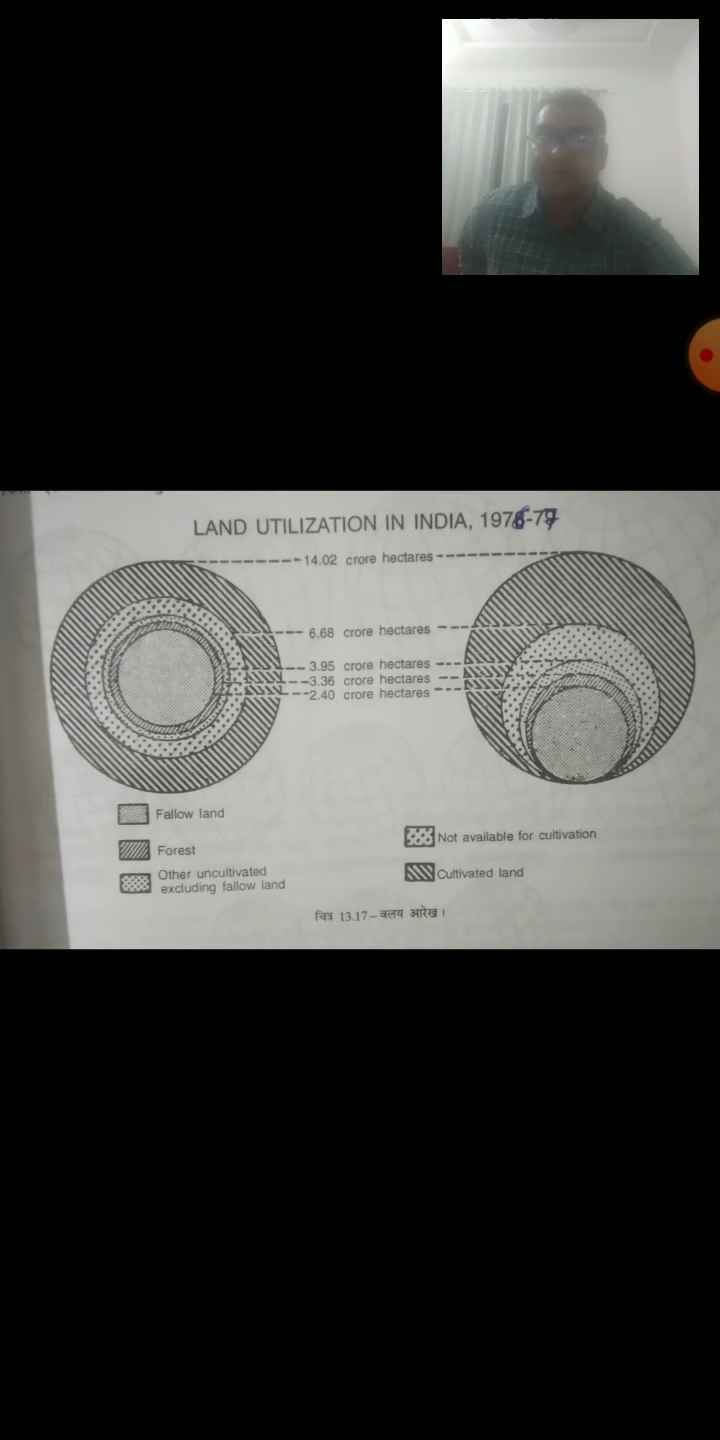 LAND UTILIZATION IN INDIA, 1976-77
14.02 crore hectares
6.68 crore hectares
3.95 crore hectares
3.36 crore hectares
2.40 crore hectares
Fallow land
Forest
Other uncultivated
excluding fallow land
Not available for cultivation
Cultivated land
चित्र 13.17 – वलय आरेख ।